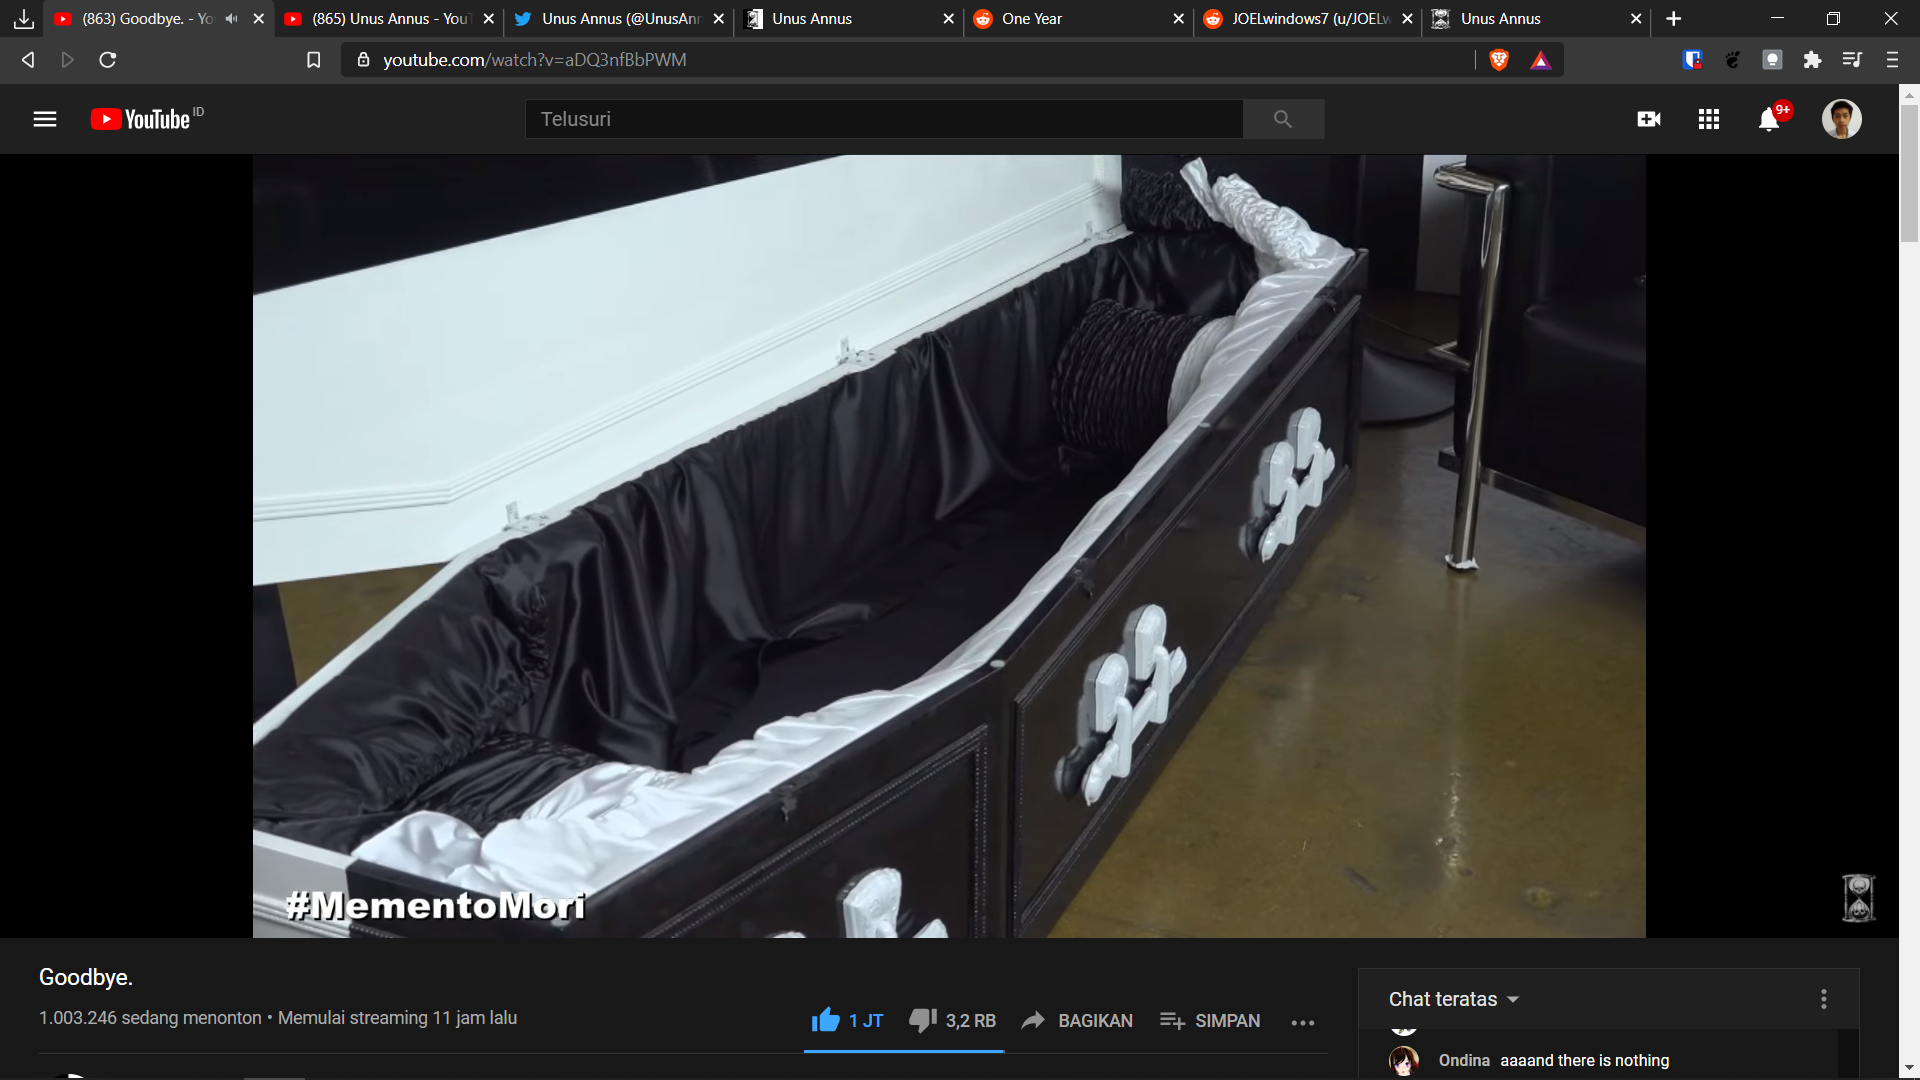 (863) Goodbye. - Yo
(865) Unus Annus - You
Unus Annus (@UnusAnn
Unus Annus
One Year
JOELwindows7 (u/JOELw
Unus Annus
youtube.com/watch?v=aDQ3nfBbPWM
YouTube ID
Telusuri
9+
#MementoMori
Goodbye.
1.003.246 sedang menonton • Memulai streaming 11 jam lalu
1 JT
3,2 RB
BAGIKAN
SIMPAN
Chat teratas
Ondina aaaand there is nothing